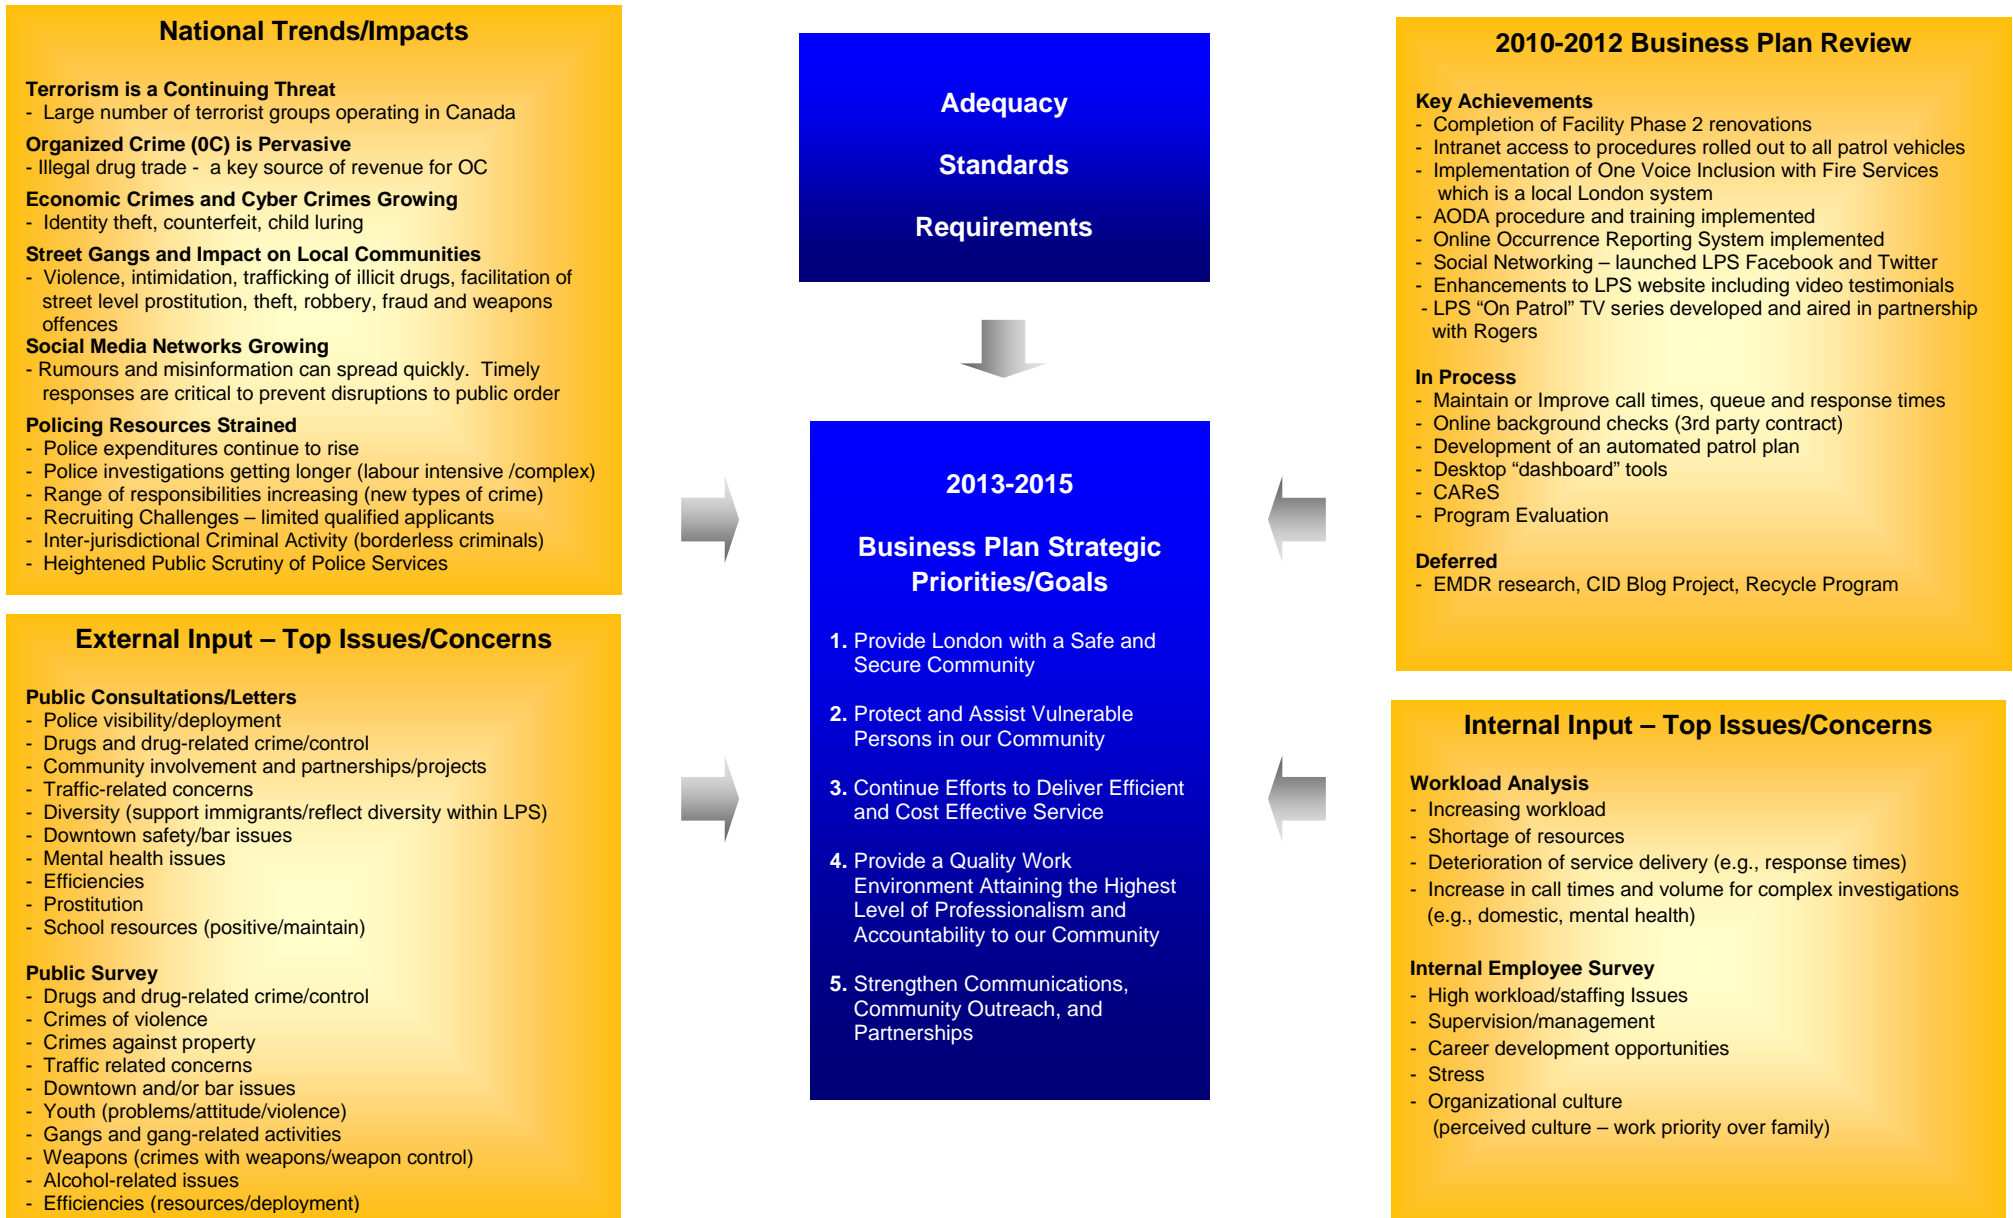 National Trends/Impacts
Terrorism is a Continuing Threat
- Large number of terrorist groups operating in Canada
Organized Crime (0C) is Pervasive
- Illegal drug trade - a key source of revenue for OC
Economic Crimes and Cyber Crimes Growing
- Identity theft, counterfeit, child luring
Street Gangs and Impact on Local Communities
- Violence, intimidation, trafficking of illicit drugs, facilitation of
street level prostitution, theft, robbery, fraud and weapons
offences
Social Media Networks Growing
- Rumours and misinformation can spread quickly. Timely
responses are critical to prevent disruptions to public order
Policing Resources Strained
- Police expenditures continue to rise
- Police investigations getting longer (labour intensive /complex)
- Range of responsibilities increasing (new types of crime)
- Recruiting Challenges – limited qualified applicants
- Inter-jurisdictional Criminal Activity (borderless criminals)
- Heightened Public Scrutiny of Police Services
External Input – Top Issues/Concerns
Public Consultations/Letters
- Police visibility/deployment
- Drugs and drug-related crime/control
- Community involvement and partnerships/projects
- Traffic-related concerns
- Diversity (support immigrants/reflect diversity within LPS)
- Downtown safety/bar issues
- Mental health issues
- Efficiencies
- Prostitution
- School resources (positive/maintain)
Public Survey
- Drugs and drug-related crime/control
- Crimes of violence
- Crimes against property
- Traffic related concerns
- Downtown and/or bar issues
- Youth (problems/attitude/violence)
- Gangs and gang-related activities
- Weapons (crimes with weapons/weapon control)
- Alcohol-related issues
- Efficiencies (resources/deployment)
Adequacy
Standards
Requirements
2013-2015
Business Plan Strategic
Priorities/Goals
1. Provide London with a Safe and
Secure Community
2. Protect and Assist Vulnerable
Persons in our Community
3. Continue Efforts to Deliver Efficient
and Cost Effective Service
4. Provide a Quality Work
Environment Attaining the Highest
Level of Professionalism and
Accountability to our Community
5. Strengthen Communications,
Community Outreach, and
Partnerships
2010-2012 Business Plan Review
Key Achievements
- Completion of Facility Phase 2 renovations
- Intranet access to procedures rolled out to all patrol vehicles
- Implementation of One Voice Inclusion with Fire Services
which is a local London system
- AODA procedure and training implemented
- Online Occurrence Reporting System implemented
- Social Networking – launched LPS Facebook and Twitter
- Enhancements to LPS website including video testimonials
- LPS “On Patrol” TV series developed and aired in partnership
with Rogers
In Process
- Maintain or Improve call times, queue and response times
- Online background checks (3rd party contract)
- Development of an automated patrol plan
- Desktop “dashboard” tools
- CAReS
- Program Evaluation
Deferred
- EMDR research, CID Blog Project, Recycle Program
Internal Input – Top Issues/Concerns
Workload Analysis
- Increasing workload
- Shortage of resources
- Deterioration of service delivery (e.g., response times)
- Increase in call times and volume for complex investigations
(e.g., domestic, mental health)
Internal Employee Survey
- High workload/staffing Issues
- Supervision/management
- Career development opportunities
- Stress
- Organizational culture
(perceived culture – work priority over family)